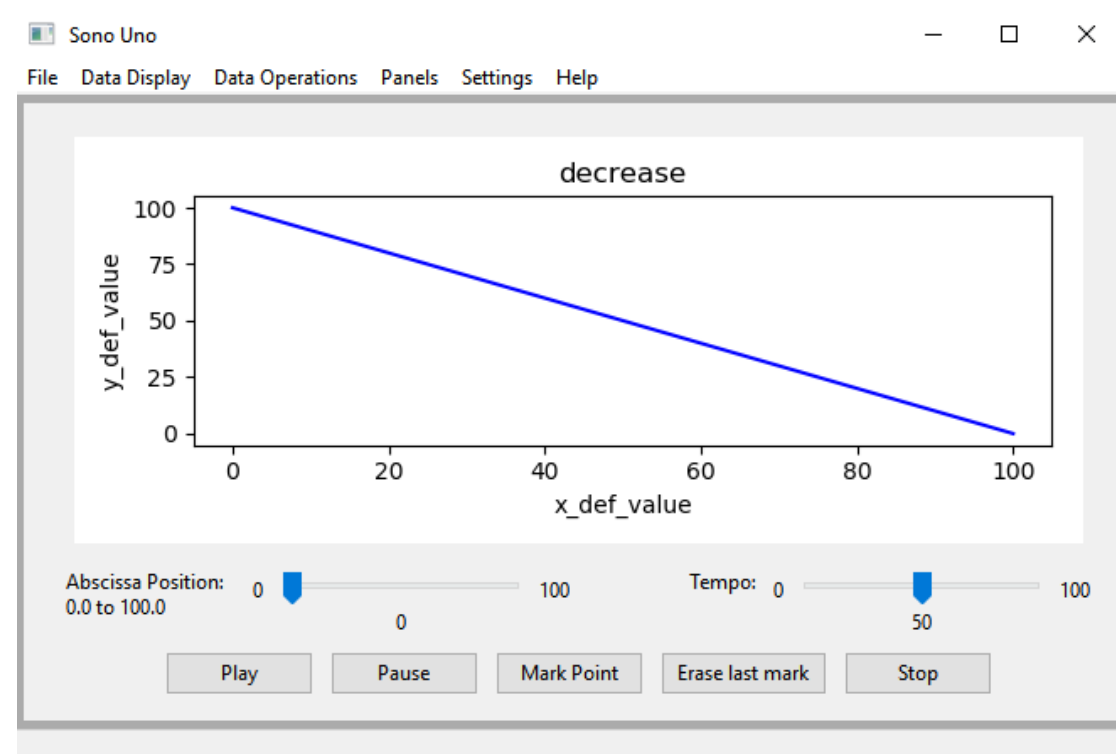 Sono Uno
File Data Display Data Operations Panels Settings Help
decrease
100
75
50
25
0
y_def_value
0 20 40 60 80 100
x_def_value
Abscissa Position: 0 100
0.0 to 100.0
0
Tempo: 0 100
50
Play Pause Mark Point Erase last mark Stop